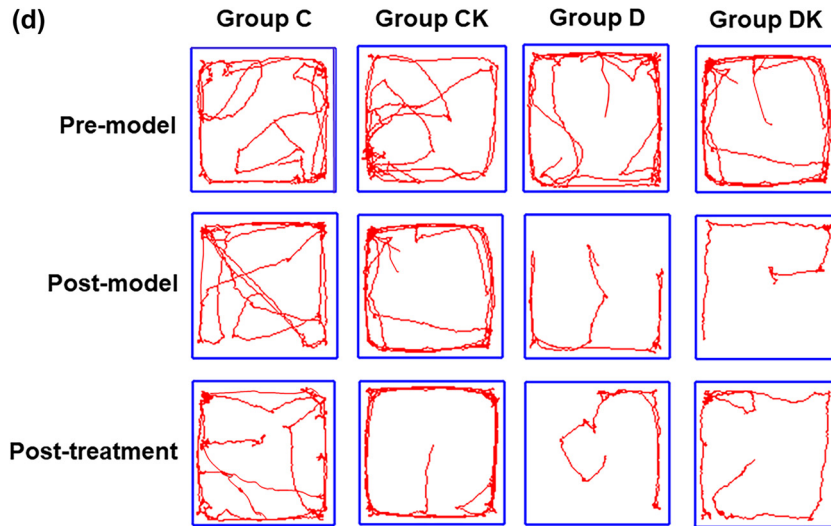 (d)
Group C Group CK Group D Group DK
Pre-model
Post-model
Post-treatment